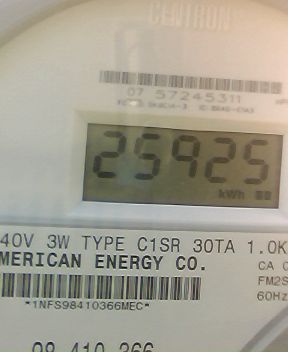 CENTRON
07 57245311
25925
kWh
40V 3W TYPE C1SR 30TA 1.0K
MERICAN ENERGY CO.
CA 0
FM2S
*1NFS98410366MEC*
60Hz
98 410 366